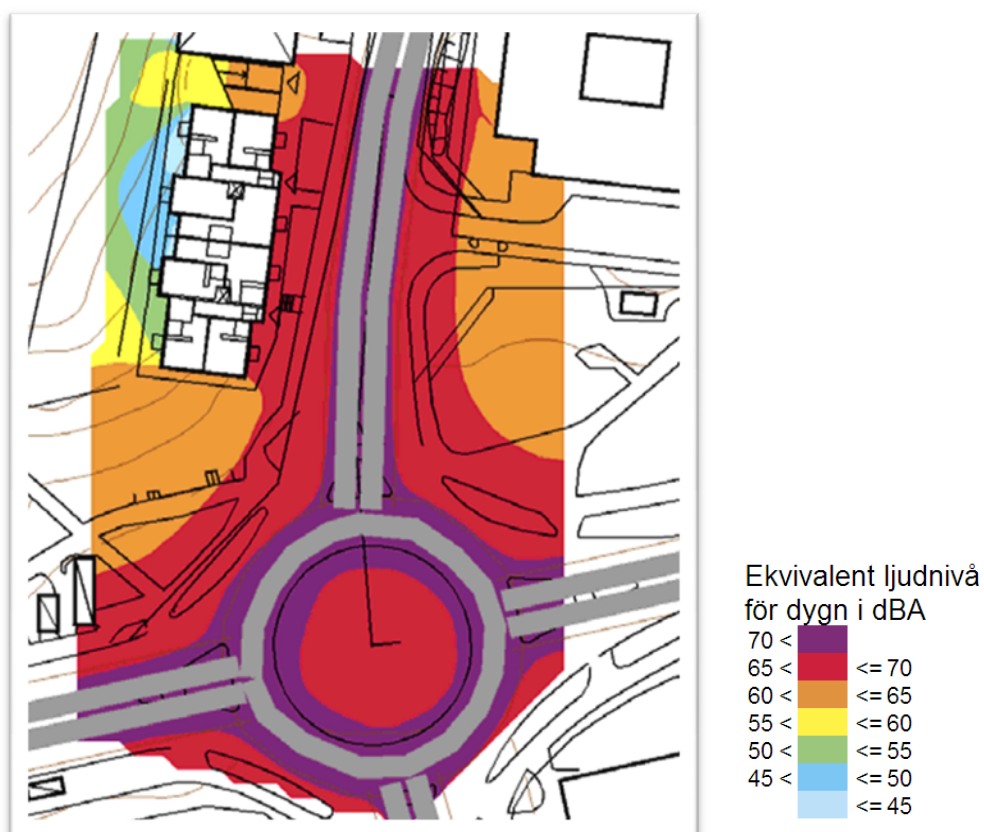 Ekvivalent ljudnivå
för dygn i dBA
70 <
65 < <= 70
60 < <= 65
55 < <= 60
50 < <= 55
45 < <= 50
<= 45